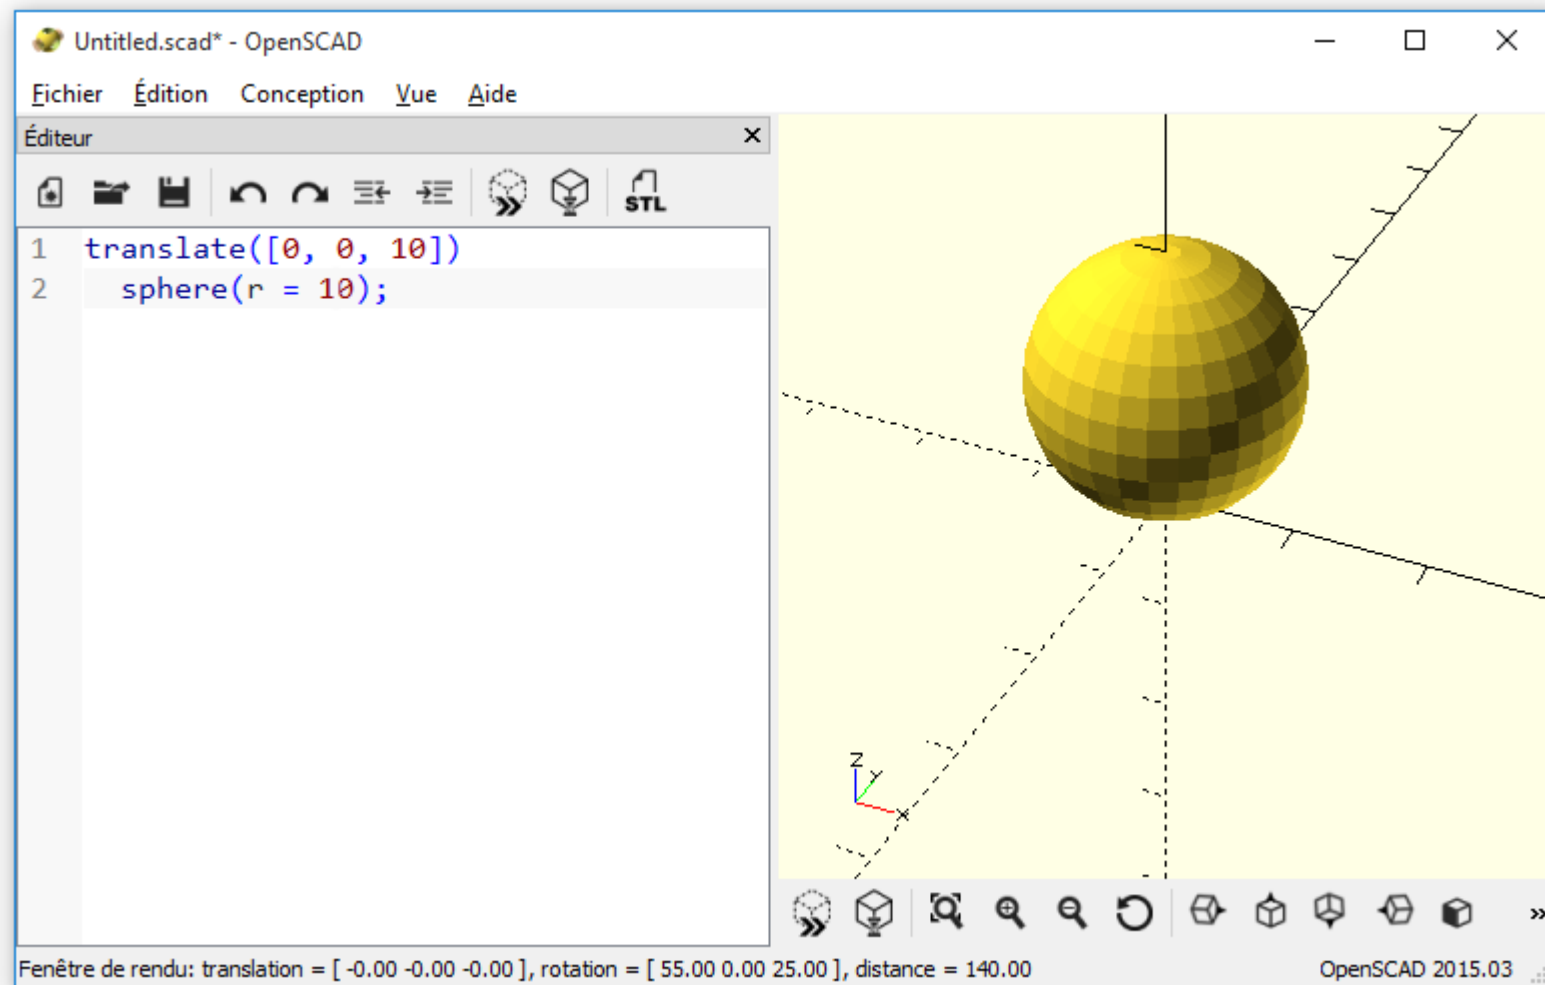 Untitled.scad* - OpenSCAD
Fichier Édition Conception Vue Aide
Éditeur
STL
1 translate([0, 0, 10])
2 sphere(r = 10);
Z
Y
X
Fenêtre de rendu: translation = [ -0.00 -0.00 -0.00 ], rotation = [ 55.00 0.00 25.00 ], distance = 140.00
OpenSCAD 2015.03